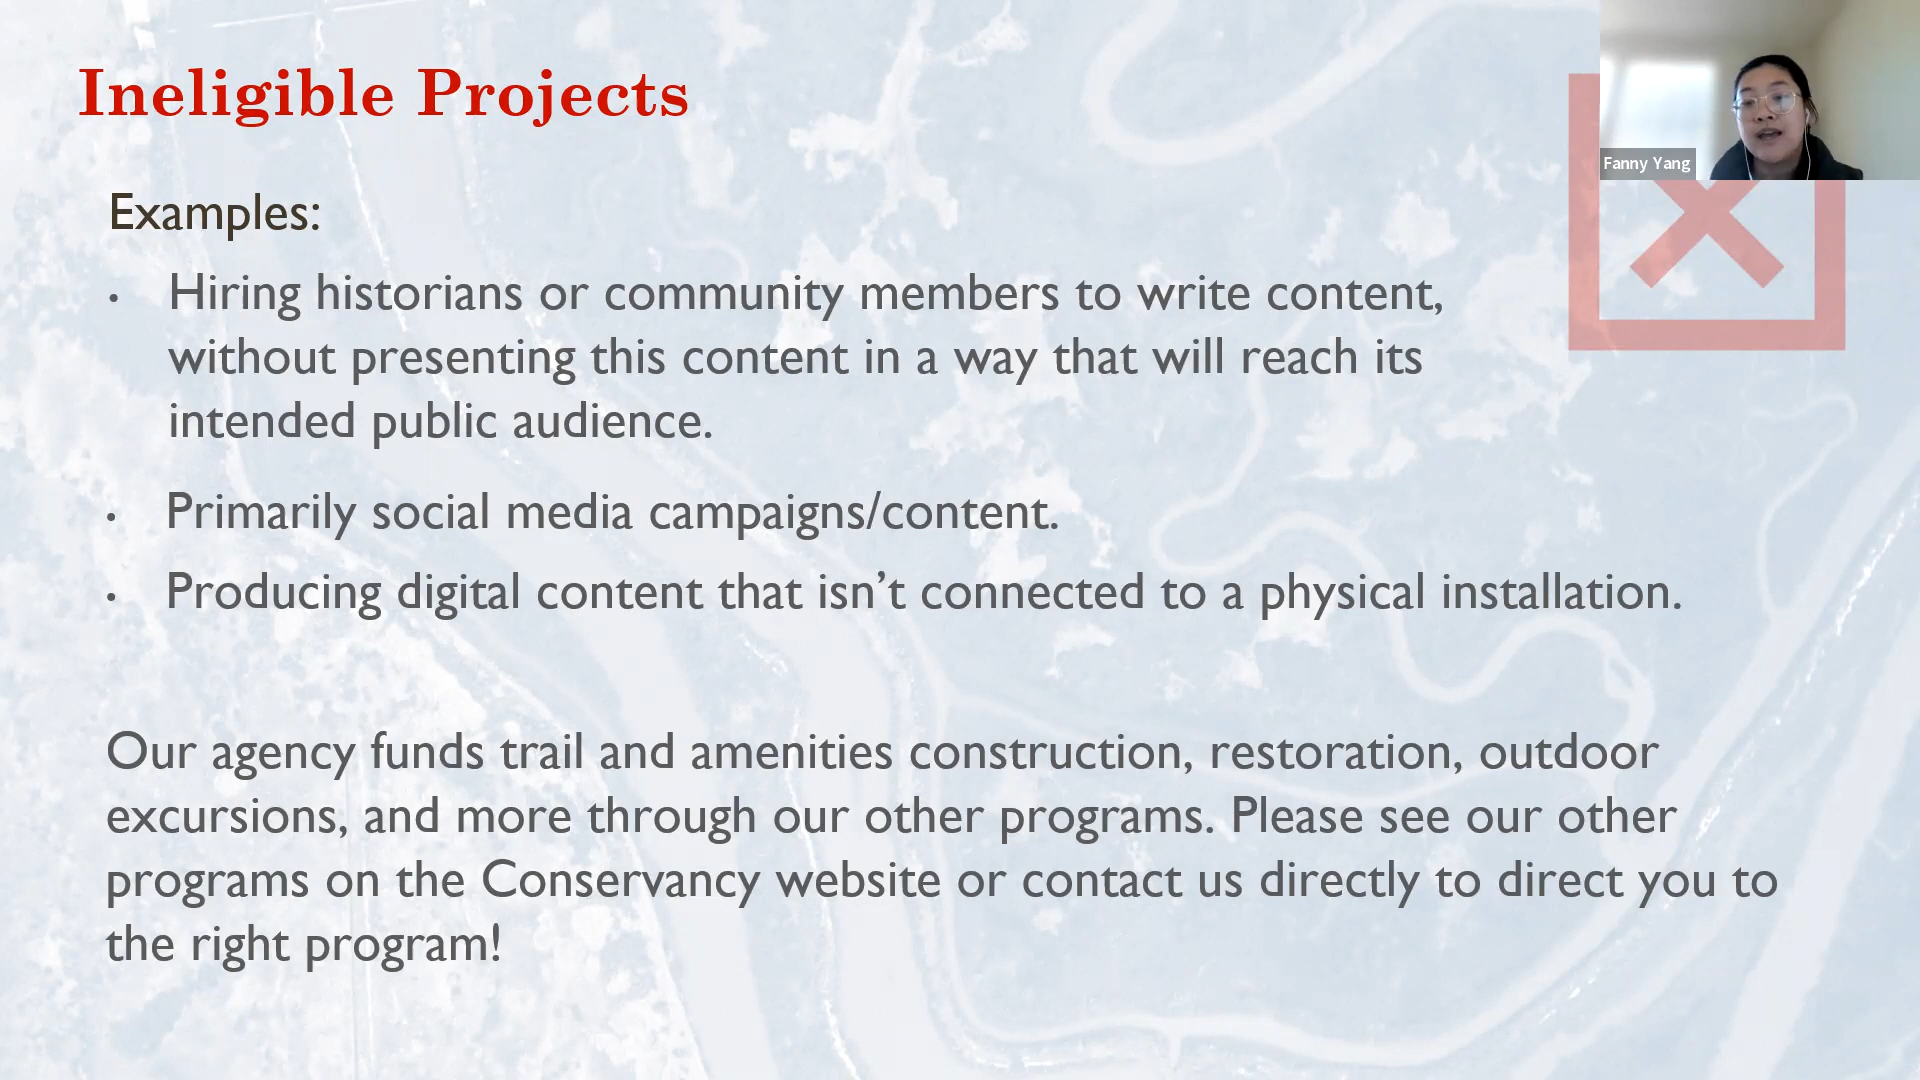 Ineligible Projects
Fanny Yang
Examples:
• Hiring historians or community members to write content,
without presenting this content in a way that will reach its
intended public audience.
• Primarily social media campaigns/content.
• Producing digital content that isn’t connected to a physical installation.
Our agency funds trail and amenities construction, restoration, outdoor
excursions, and more through our other programs. Please see our other
programs on the Conservancy website or contact us directly to direct you to
the right program!